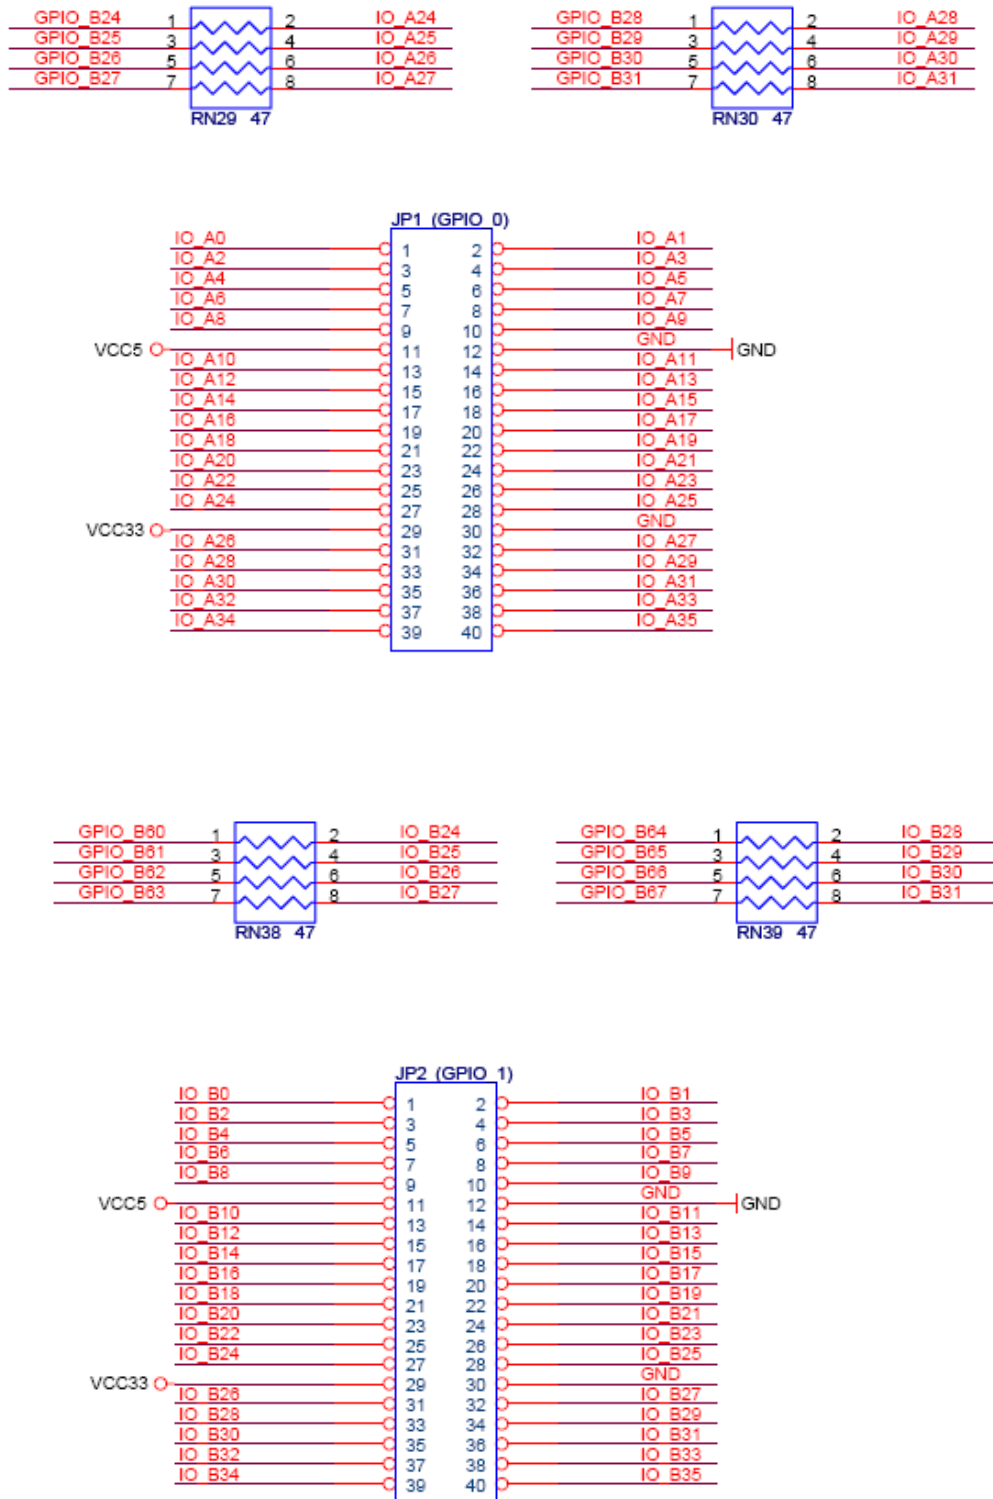 GPIO_B24 1 2 IO_A24 GPIO_B28 1 2 IO_A28
GPIO_B25 3 4 IO_A25 GPIO_B29 3 4 IO_A29
GPIO_B26 5 6 IO_A26 GPIO_B30 5 6 IO_A30
GPIO_B27 7 8 IO_A27 GPIO_B31 7 8 IO_A31
RN29 47 RN30 47
JP1 (GPIO 0)
IO_A0 1 2 IO_A1
IO_A2 3 4 IO_A3
IO_A4 5 6 IO_A5
IO_A6 7 8 IO_A7
IO_A8 9 10 IO_A9
VCC5 11 12 GND GND
IO_A10 13 14 IO_A11
IO_A12 15 16 IO_A13
IO_A14 17 18 IO_A15
IO_A16 19 20 IO_A17
IO_A18 21 22 IO_A19
IO_A20 23 24 IO_A21
IO_A22 25 26 IO_A23
IO_A24 27 28 IO_A25
VCC33 29 30 GND
IO_A26 31 32 IO_A27
IO_A28 33 34 IO_A29
IO_A30 35 36 IO_A31
IO_A32 37 38 IO_A33
IO_A34 39 40 IO_A35
GPIO_B60 1 2 IO_B24 GPIO_B64 1 2 IO_B28
GPIO_B61 3 4 IO_B25 GPIO_B65 3 4 IO_B29
GPIO_B62 5 6 IO_B26 GPIO_B66 5 6 IO_B30
GPIO_B63 7 8 IO_B27 GPIO_B67 7 8 IO_B31
RN38 47 RN39 47
JP2 (GPIO 1)
IO_B0 1 2 IO_B1
IO_B2 3 4 IO_B3
IO_B4 5 6 IO_B5
IO_B6 7 8 IO_B7
IO_B8 9 10 IO_B9
VCC5 11 12 GND GND
IO_B10 13 14 IO_B11
IO_B12 15 16 IO_B13
IO_B14 17 18 IO_B15
IO_B16 19 20 IO_B17
IO_B18 21 22 IO_B19
IO_B20 23 24 IO_B21
IO_B22 25 26 IO_B23
IO_B24 27 28 IO_B25
VCC33 29 30 GND
IO_B26 31 32 IO_B27
IO_B28 33 34 IO_B29
IO_B30 35 36 IO_B31
IO_B32 37 38 IO_B33
IO_B34 39 40 IO_B35